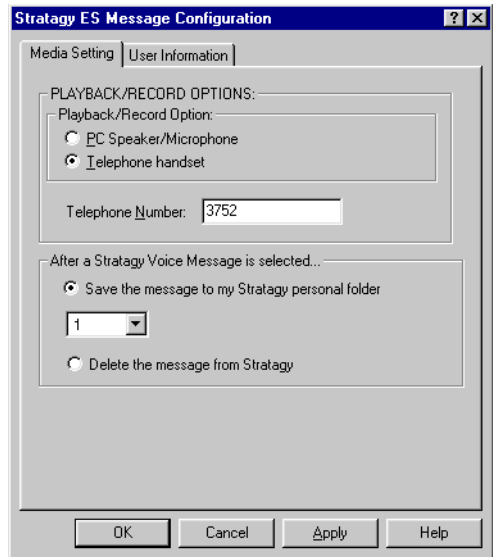 Stratagy ES Message Configuration
Media Setting User Information
PLAYBACK/RECORD OPTIONS:
Playback/Record Option:
PC Speaker/Microphone
Telephone handset
Telephone Number: 3752
After a Stratagy Voice Message is selected...
Save the message to my Stratagy personal folder
1
Delete the message from Stratagy
OK Cancel Apply Help